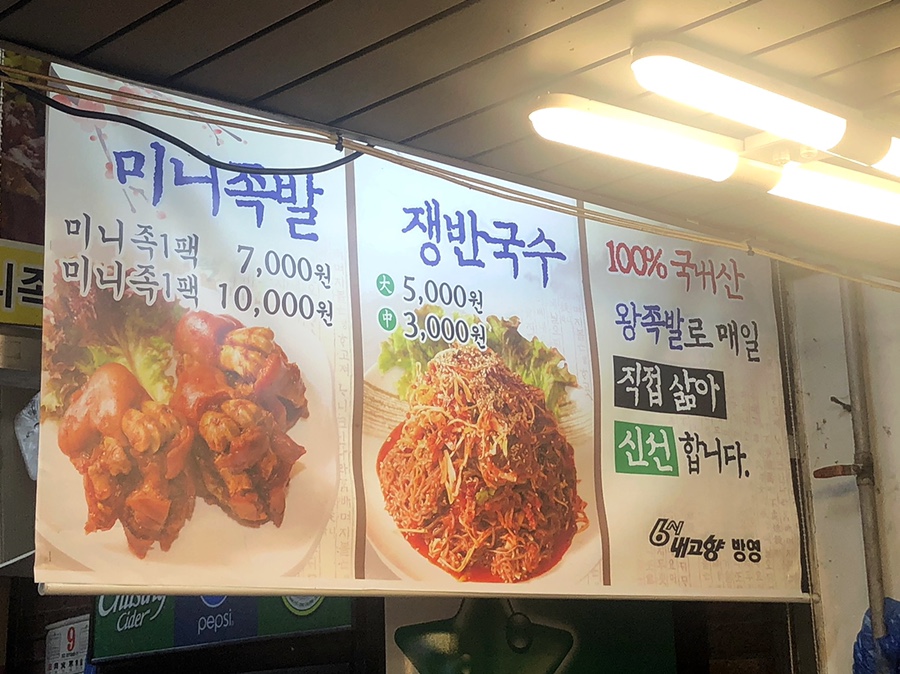 미니족발
미니족1팩 7,000원
미니족1팩 10,000원
쟁반국수
大 5,000원
中 3,000원
100% 국내산
왕족발로 매일
직접 삶아
신선 합니다.
6시 내고향 방영
Cider
pepsi
9